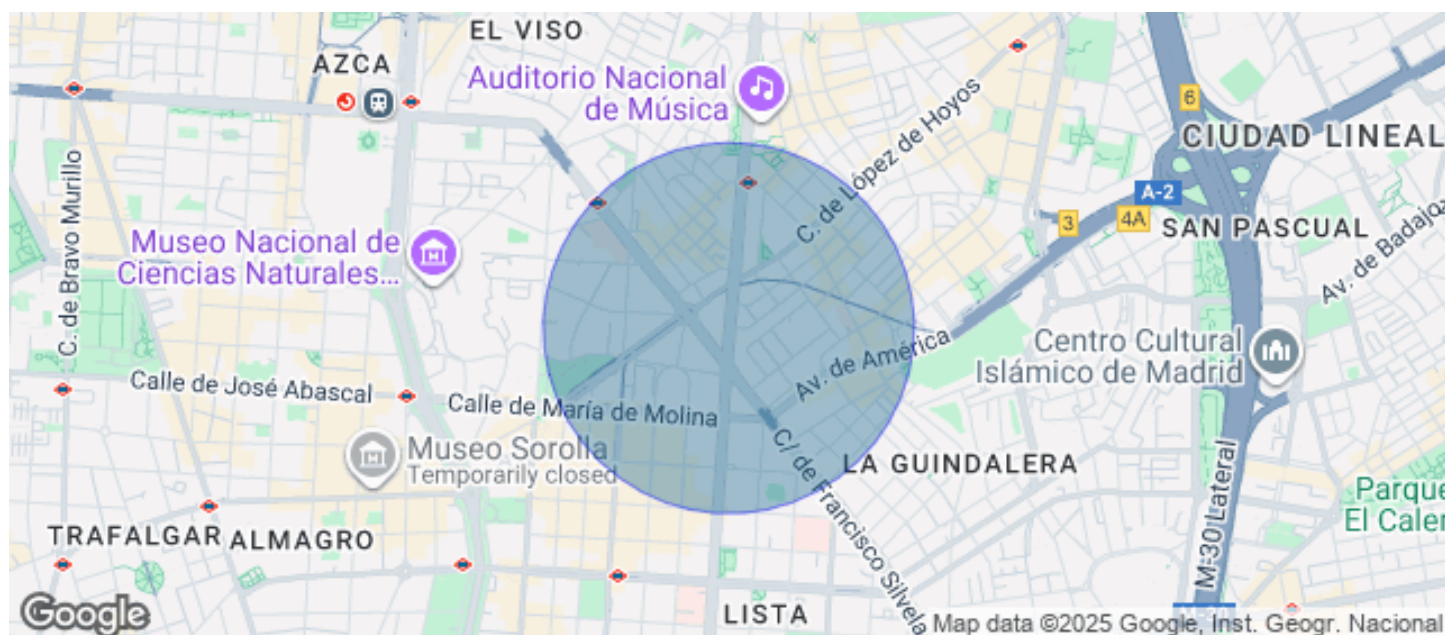 EL VISO
AZCA
Auditorio Nacional
de Música
6
CIUDAD LINEAL
C. de López de Hoyos
A-2
4A
3
SAN PASCUAL
C. de Bravo Murillo
Museo Nacional de
Ciencias Naturales...
Av. de Badajo
Av. de América
Centro Cultural
Islámico de Madrid
Calle de José Abascal
Calle de María de Molina
Museo Sorolla
Temporarily closed
C/ de Francisco Silvela
LA GUINDALERA
M-30 Lateral
Parque
El Caler
TRAFALGAR
ALMAGRO
LISTA
Google
Map data ©2025 Google, Inst. Geogr. Nacional